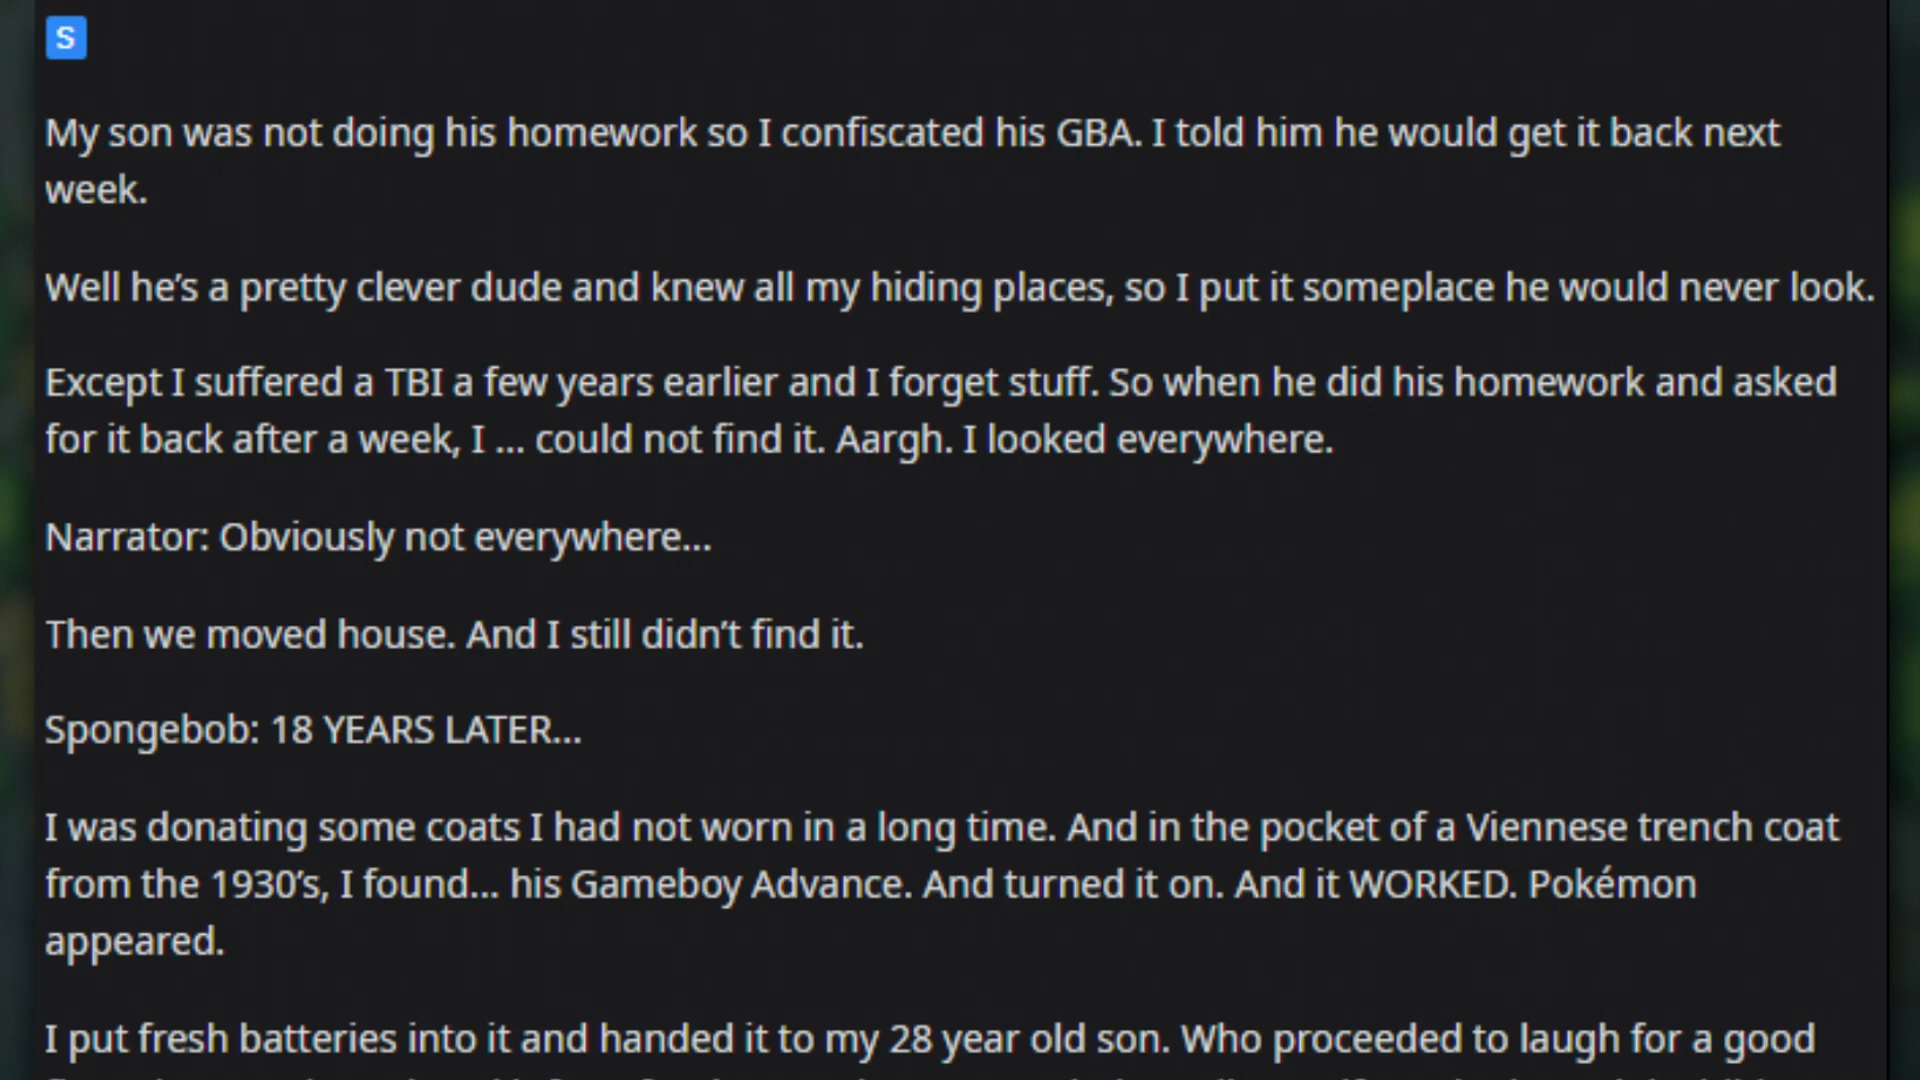 S
My son was not doing his homework so I confiscated his GBA. I told him he would get it back next
week.
Well he’s a pretty clever dude and knew all my hiding places, so I put it someplace he would never look.
Except I suffered a TBI a few years earlier and I forget stuff. So when he did his homework and asked
for it back after a week, I ... could not find it. Aargh. I looked everywhere.
Narrator: Obviously not everywhere...
Then we moved house. And I still didn’t find it.
Spongebob: 18 YEARS LATER...
I was donating some coats I had not worn in a long time. And in the pocket of a Viennese trench coat
from the 1930’s, I found... his Gameboy Advance. And turned it on. And it WORKED. Pokémon
appeared.
I put fresh batteries into it and handed it to my 28 year old son. Who proceeded to laugh for a good